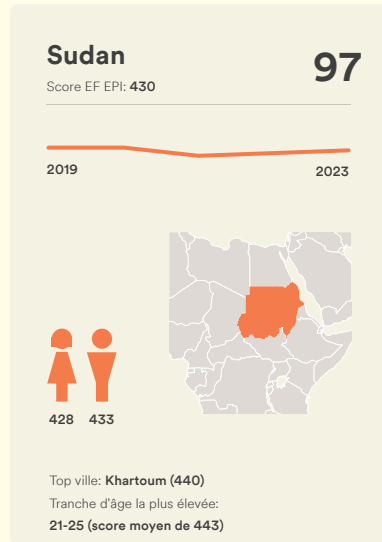 Sudan
97
Score EF EPI: 430
2019
2023
428 433
Top ville: Khartoum (440)
Tranche d'âge la plus élevée:
21-25 (score moyen de 443)